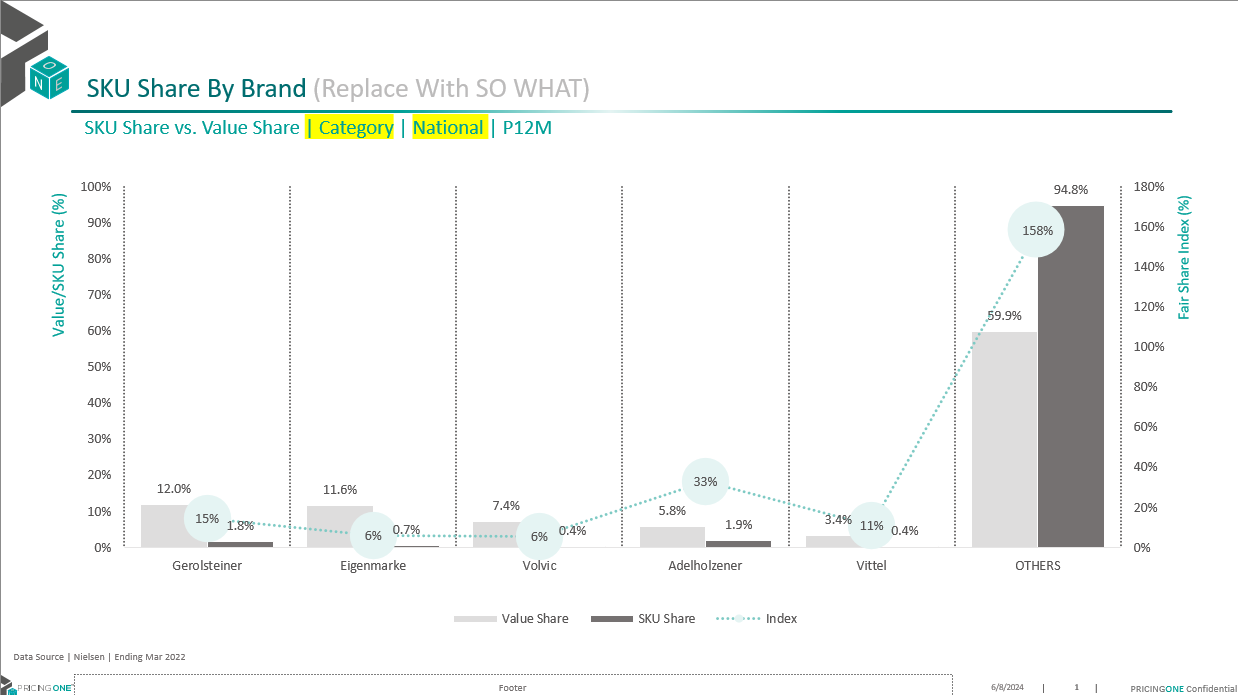 O
N E
SKU Share By Brand (Replace With SO WHAT)
SKU Share vs. Value Share | Category | National | P12M
Value/SKU Share (%)
100%
90%
80%
70%
60%
50%
40%
30%
20%
10%
0%
180%
160%
140%
120%
100%
80%
60%
40%
20%
0%
Fair Share Index (%)
12.0% 15% 1.8%
11.6% 6% 0.7%
7.4% 6% 0.4%
5.8% 33% 1.9%
3.4% 11% 0.4%
59.9% 158% 94.8%
Gerolsteiner Eigenmarke Volvic Adelholzener Vittel OTHERS
Value Share SKU Share Index
Data Source | Nielsen | Ending Mar 2022
PRICINGONE Footer 6/8/2024 | 1 | PRICINGONE Confidential